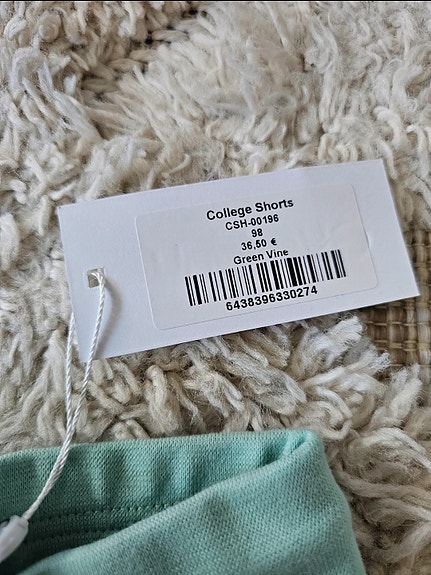 College Shorts
CSH-00196
98
36,50 €
Green Vine
6438396330274